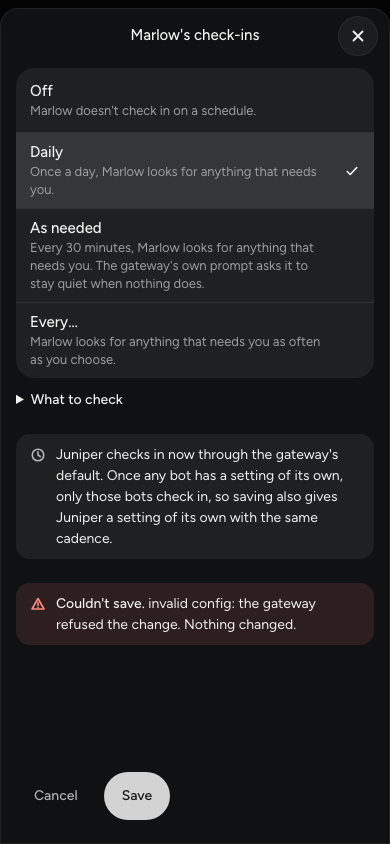 Marlow's check-ins
Off
Marlow doesn't check in on a schedule.
Daily
Once a day, Marlow looks for anything that needs
you.
As needed
Every 30 minutes, Marlow looks for anything that
needs you. The gateway's own prompt asks it to
stay quiet when nothing does.
Every...
Marlow looks for anything that needs you as often
as you choose.
What to check
Juniper checks in now through the gateway's
default. Once any bot has a setting of its own,
only those bots check in, so saving also gives
Juniper a setting of its own with the same
cadence.
Couldn't save. invalid config: the gateway
refused the change. Nothing changed.
Cancel
Save